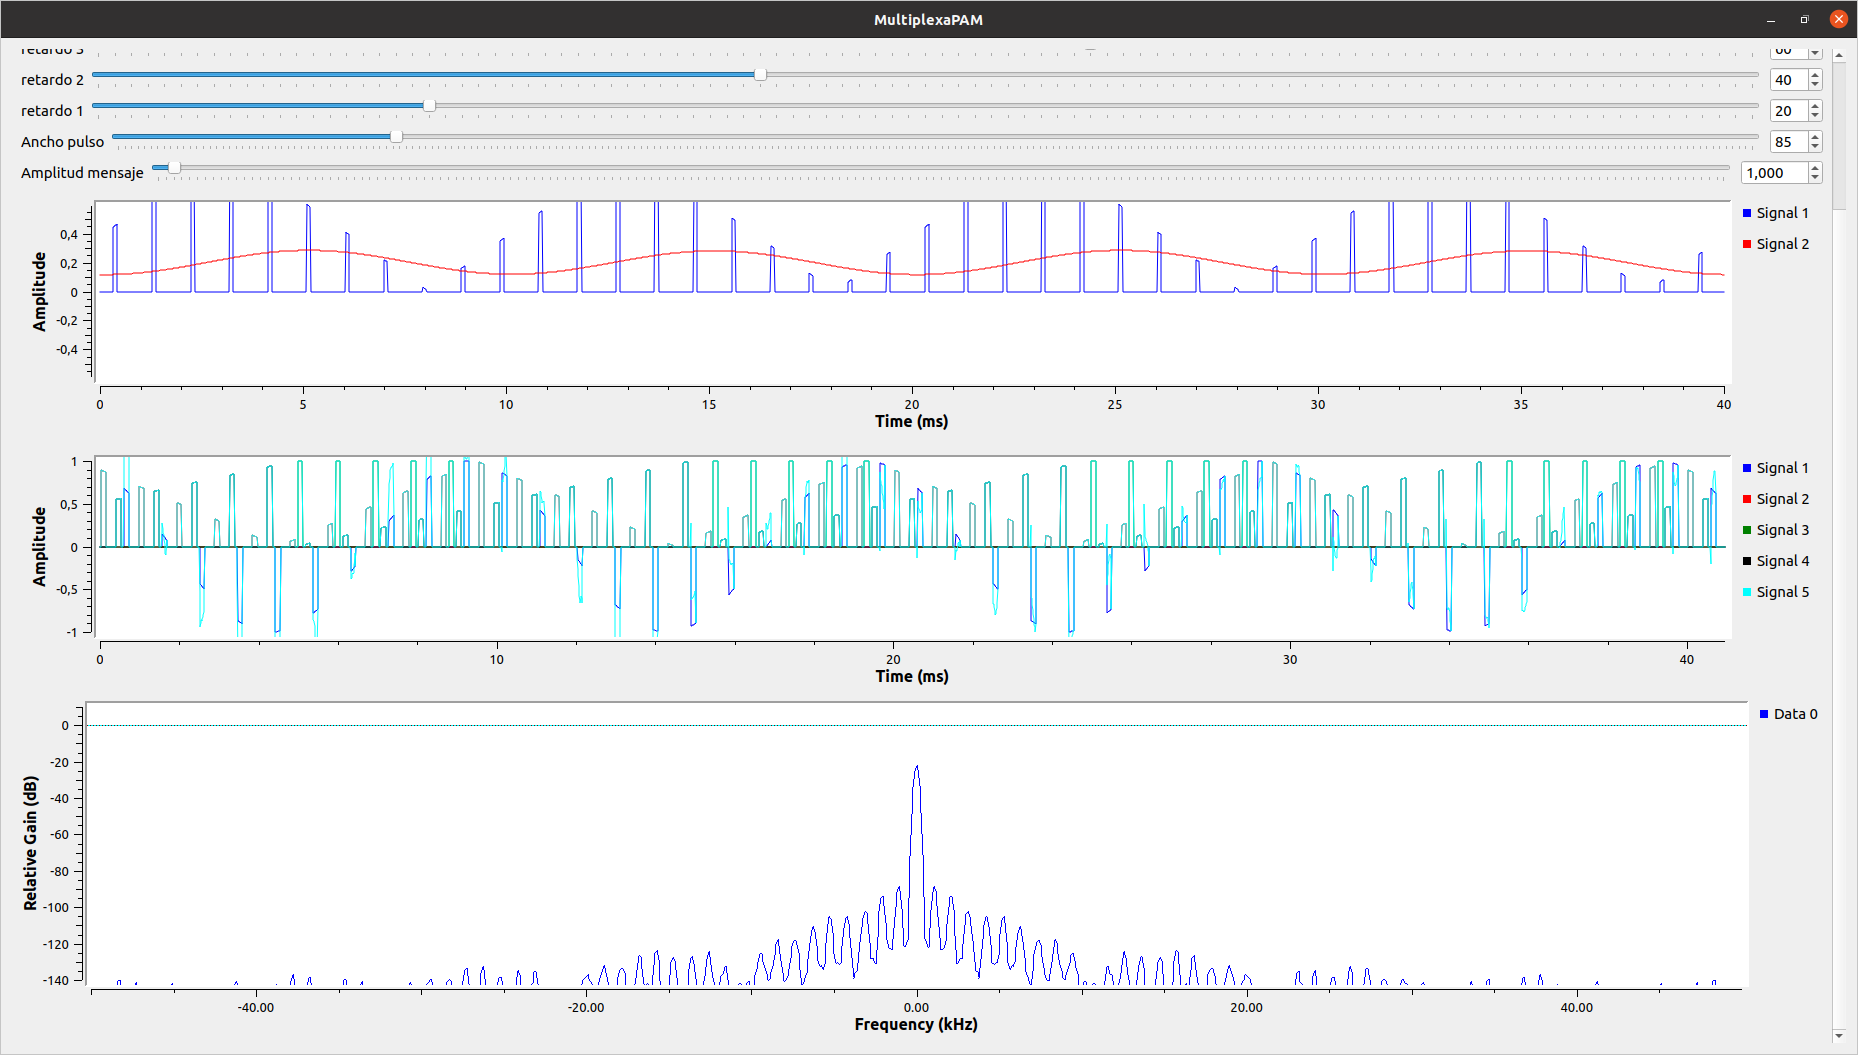 MultiplexaPAM
retardo 3 60
retardo 2 40
retardo 1 20
Ancho pulso 85
Amplitud mensaje 1,000
Amplitude
0,4
0,2
0
-0,2
-0,4
0 5 10 15 20 25 30 35 40
Time (ms)
Signal 1
Signal 2
Amplitude
1
0,5
0
-0,5
-1
0 10 20 30 40
Time (ms)
Signal 1
Signal 2
Signal 3
Signal 4
Signal 5
Relative Gain (dB)
0
-20
-40
-60
-80
-100
-120
-140
-40.00 -20.00 0.00 20.00 40.00
Frequency (kHz)
Data 0